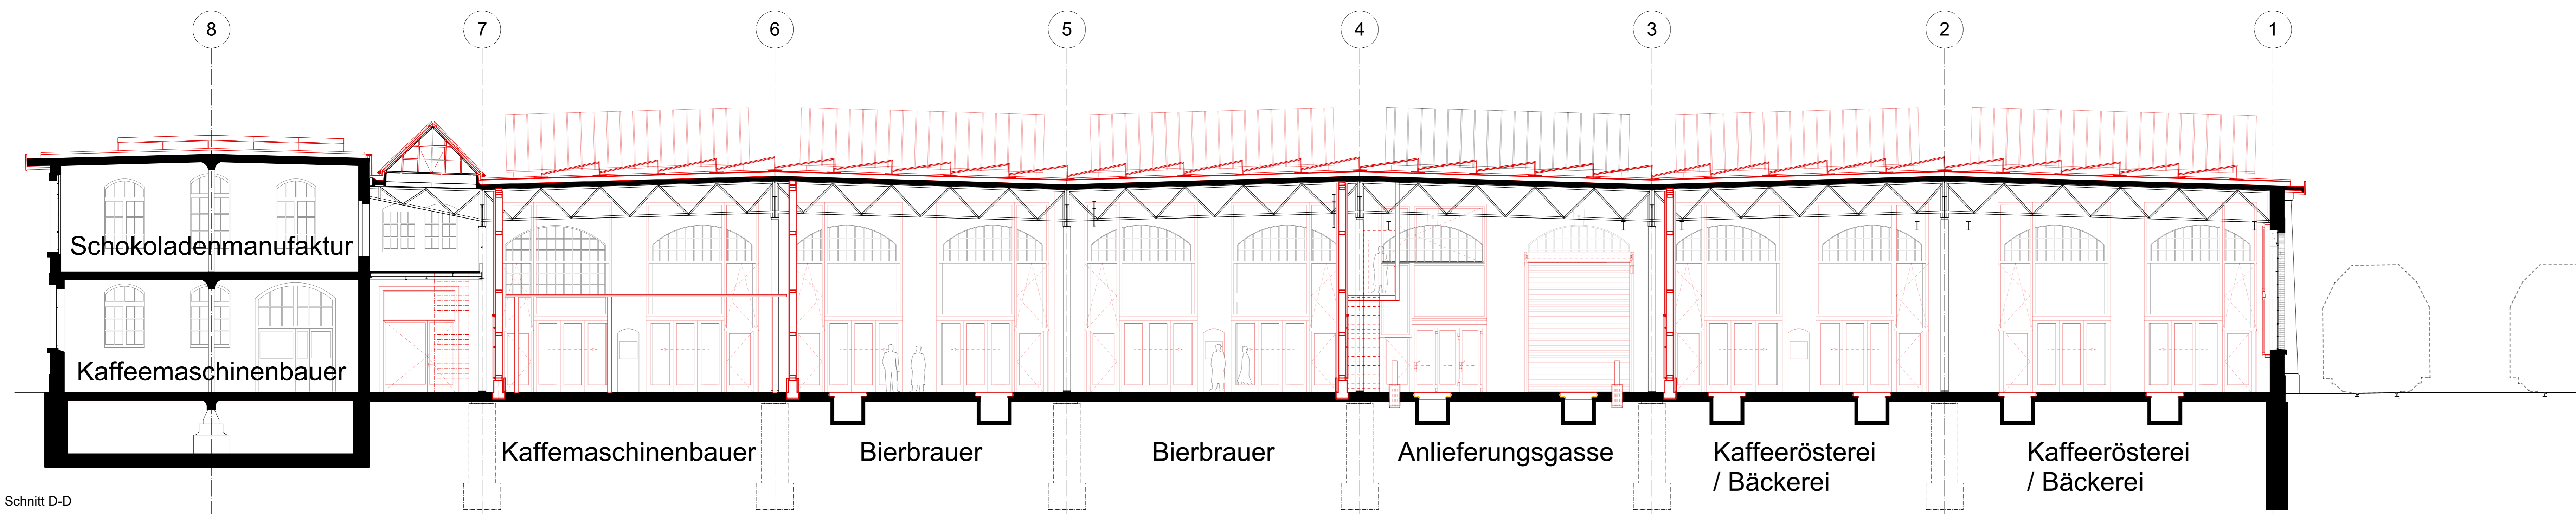 8 7 6 5 4 3 2 1
Schokoladenmanufaktur
Kaffeemaschinenbauer
Kaffemaschinenbauer
Bierbrauer
Bierbrauer
Anlieferungsgasse
Kaffeerösterei
/ Bäckerei
Kaffeerösterei
/ Bäckerei
Schnitt D-D